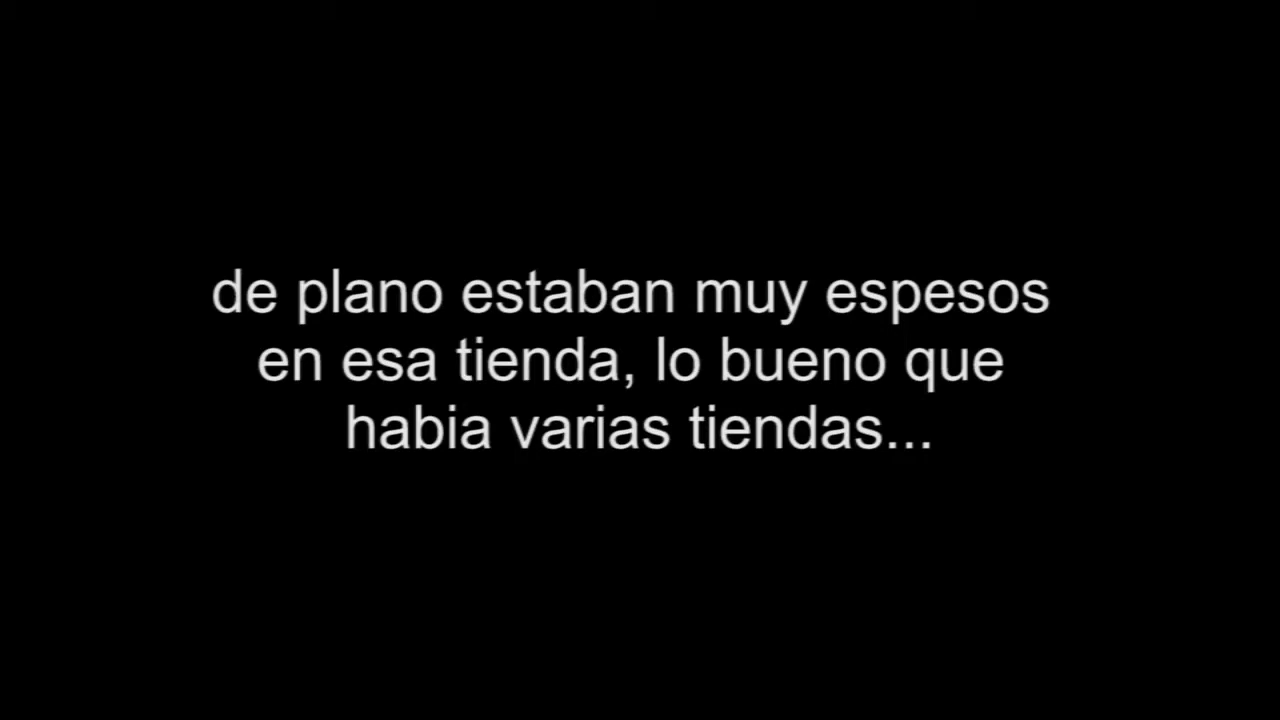 de plano estaban muy espesos
en esa tienda, lo bueno que
habia varias tiendas...